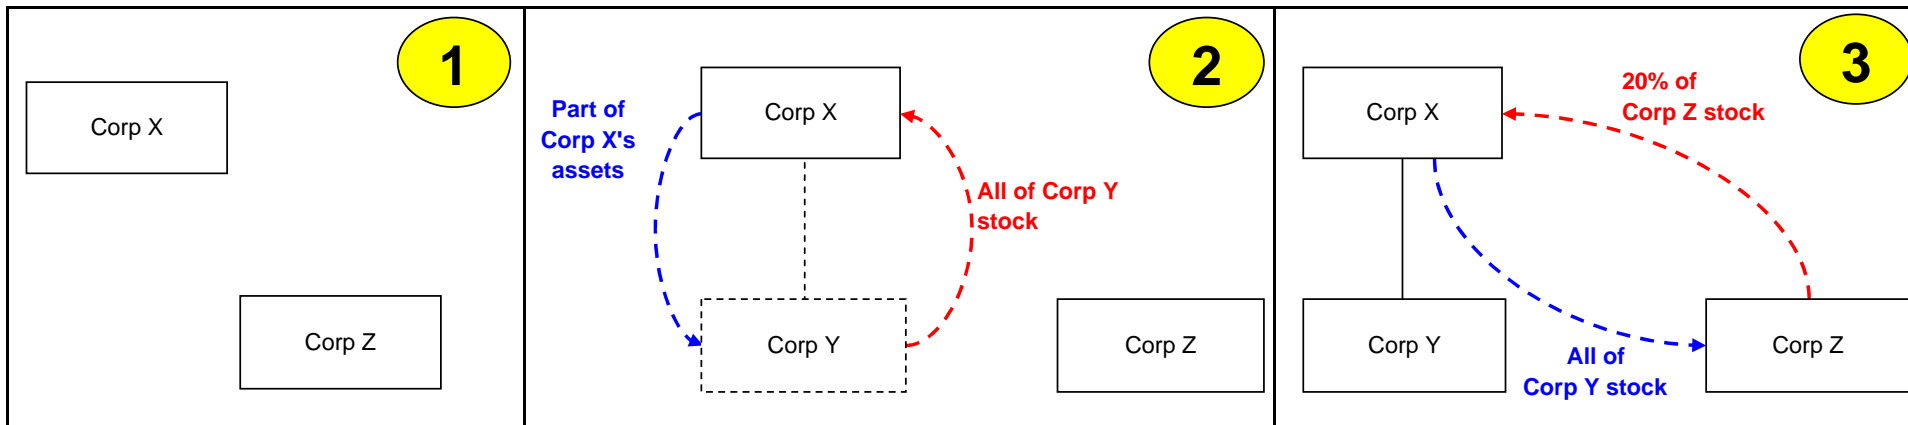 1
Corp X
Corp Z
2
Corp X
Part of
Corp X's
assets
All of Corp Y
stock
Corp Y
Corp Z
3
Corp X
20% of
Corp Z stock
Corp Y
All of
Corp Y stock
Corp Z